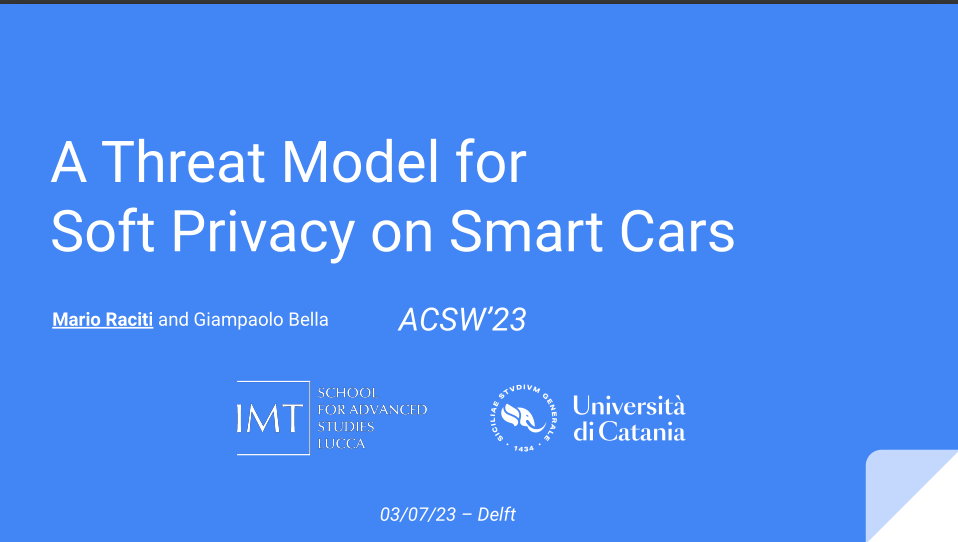 A Threat Model for
Soft Privacy on Smart Cars
Mario Raciti and Giampaolo Bella
ACSW'23
IMT
SCHOOL
FOR ADVANCED
STUDIES
LUCCA
SICILIAE STVDIVM GENERALE
1434
Università
di Catania
03/07/23 – Delft